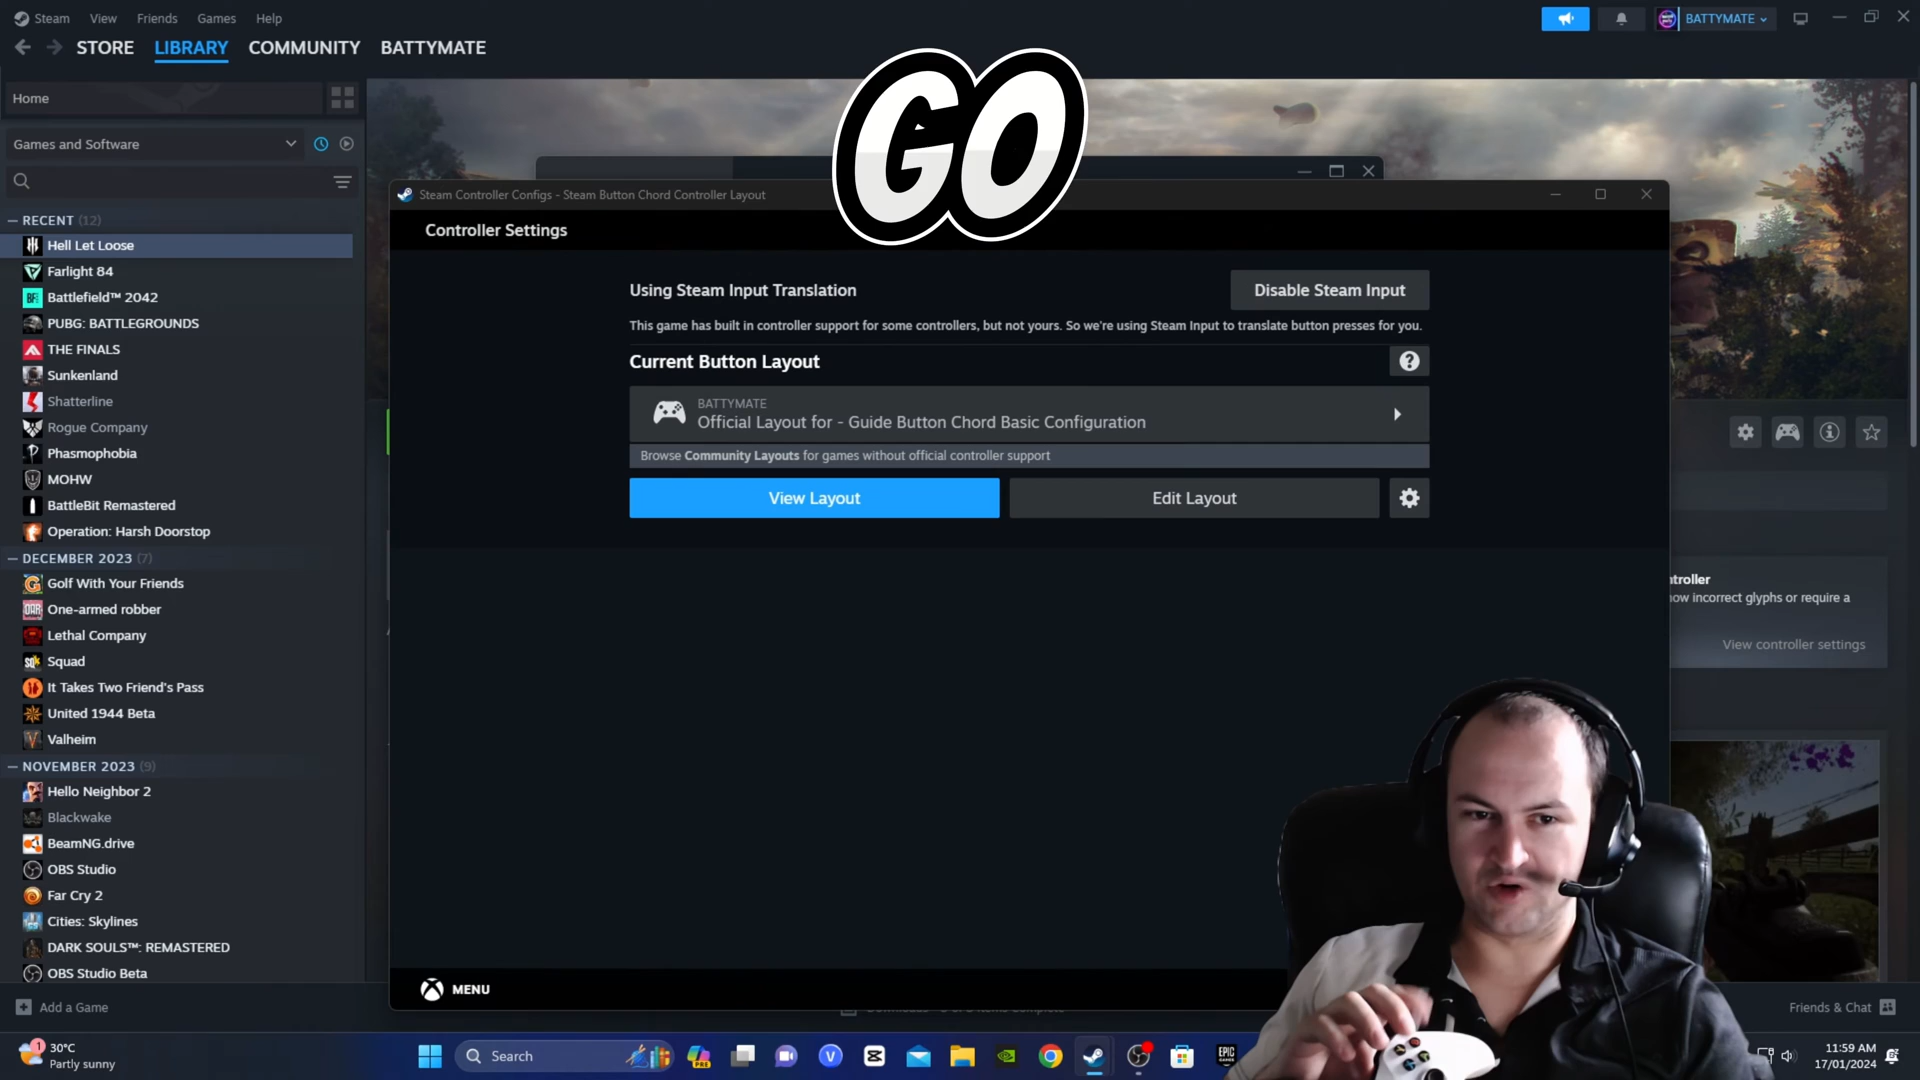 Steam View Friends Games Help
BATTYMATE
STORE LIBRARY COMMUNITY BATTYMATE
GO
Home
Games and Software
RECENT (12)
Hell Let Loose
Farlight 84
Battlefield™ 2042
PUBG: BATTLEGROUNDS
THE FINALS
Sunkenland
Shatterline
Rogue Company
Phasmophobia
MOHW
BattleBit Remastered
Operation: Harsh Doorstop
DECEMBER 2023 (7)
Golf With Your Friends
One-armed robber
Lethal Company
Squad
It Takes Two Friend's Pass
United 1944 Beta
Valheim
NOVEMBER 2023 (9)
Hello Neighbor 2
Blackwake
BeamNG.drive
OBS Studio
Far Cry 2
Cities: Skylines
DARK SOULS™: REMASTERED
OBS Studio Beta
Add a Game
Steam Controller Configs - Steam Button Chord Controller Layout
Controller Settings
Using Steam Input Translation
Disable Steam Input
This game has built in controller support for some controllers, but not yours. So we're using Steam Input to translate button presses for you.
Current Button Layout
?
BATTYMATE
Official Layout for - Guide Button Chord Basic Configuration
Browse Community Layouts for games without official controller support
View Layout
Edit Layout
MENU
ntroller
ow incorrect glyphs or require a
View controller settings
Friends & Chat
1
30°C
Partly sunny
Search
PRE
V
EPIC
GAMES
11:59 AM
17/01/2024